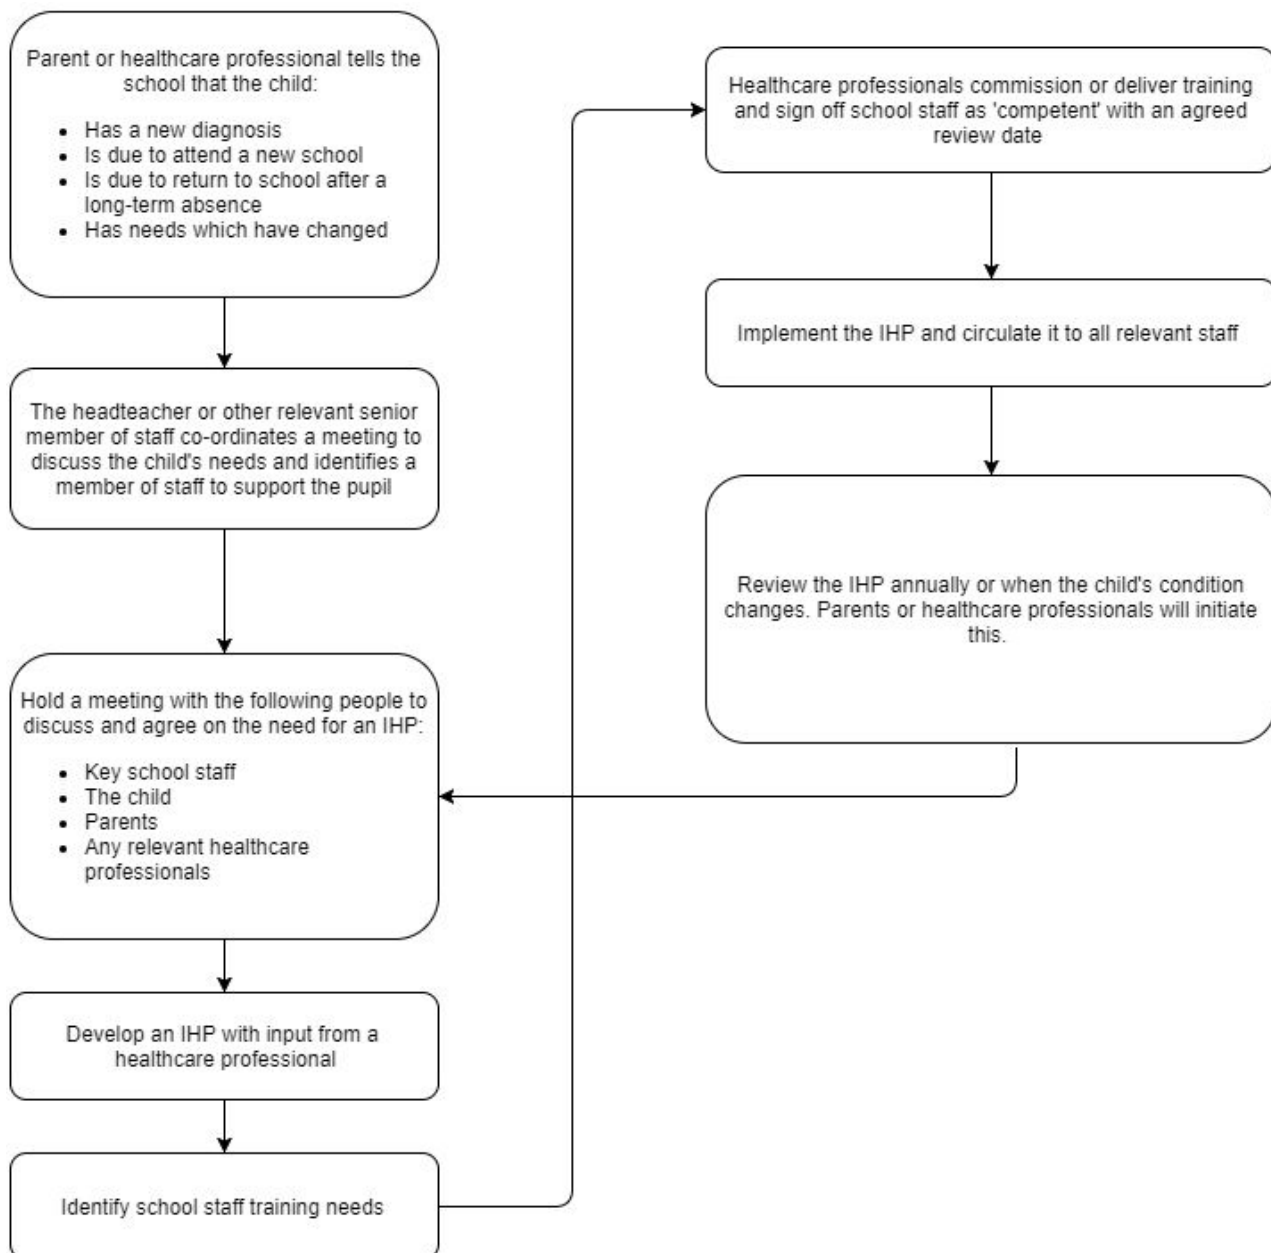 Parent or healthcare professional tells the
school that the child:
• Has a new diagnosis
• Is due to attend a new school
• Is due to return to school after a
long-term absence
• Has needs which have changed
The headteacher or other relevant senior
member of staff co-ordinates a meeting to
discuss the child's needs and identifies a
member of staff to support the pupil
Hold a meeting with the following people to
discuss and agree on the need for an IHP:
• Key school staff
• The child
• Parents
• Any relevant healthcare
professionals
Develop an IHP with input from a
healthcare professional
Identify school staff training needs
Healthcare professionals commission or deliver training
and sign off school staff as 'competent' with an agreed
review date
Implement the IHP and circulate it to all relevant staff
Review the IHP annually or when the child's condition
changes. Parents or healthcare professionals will initiate
this.